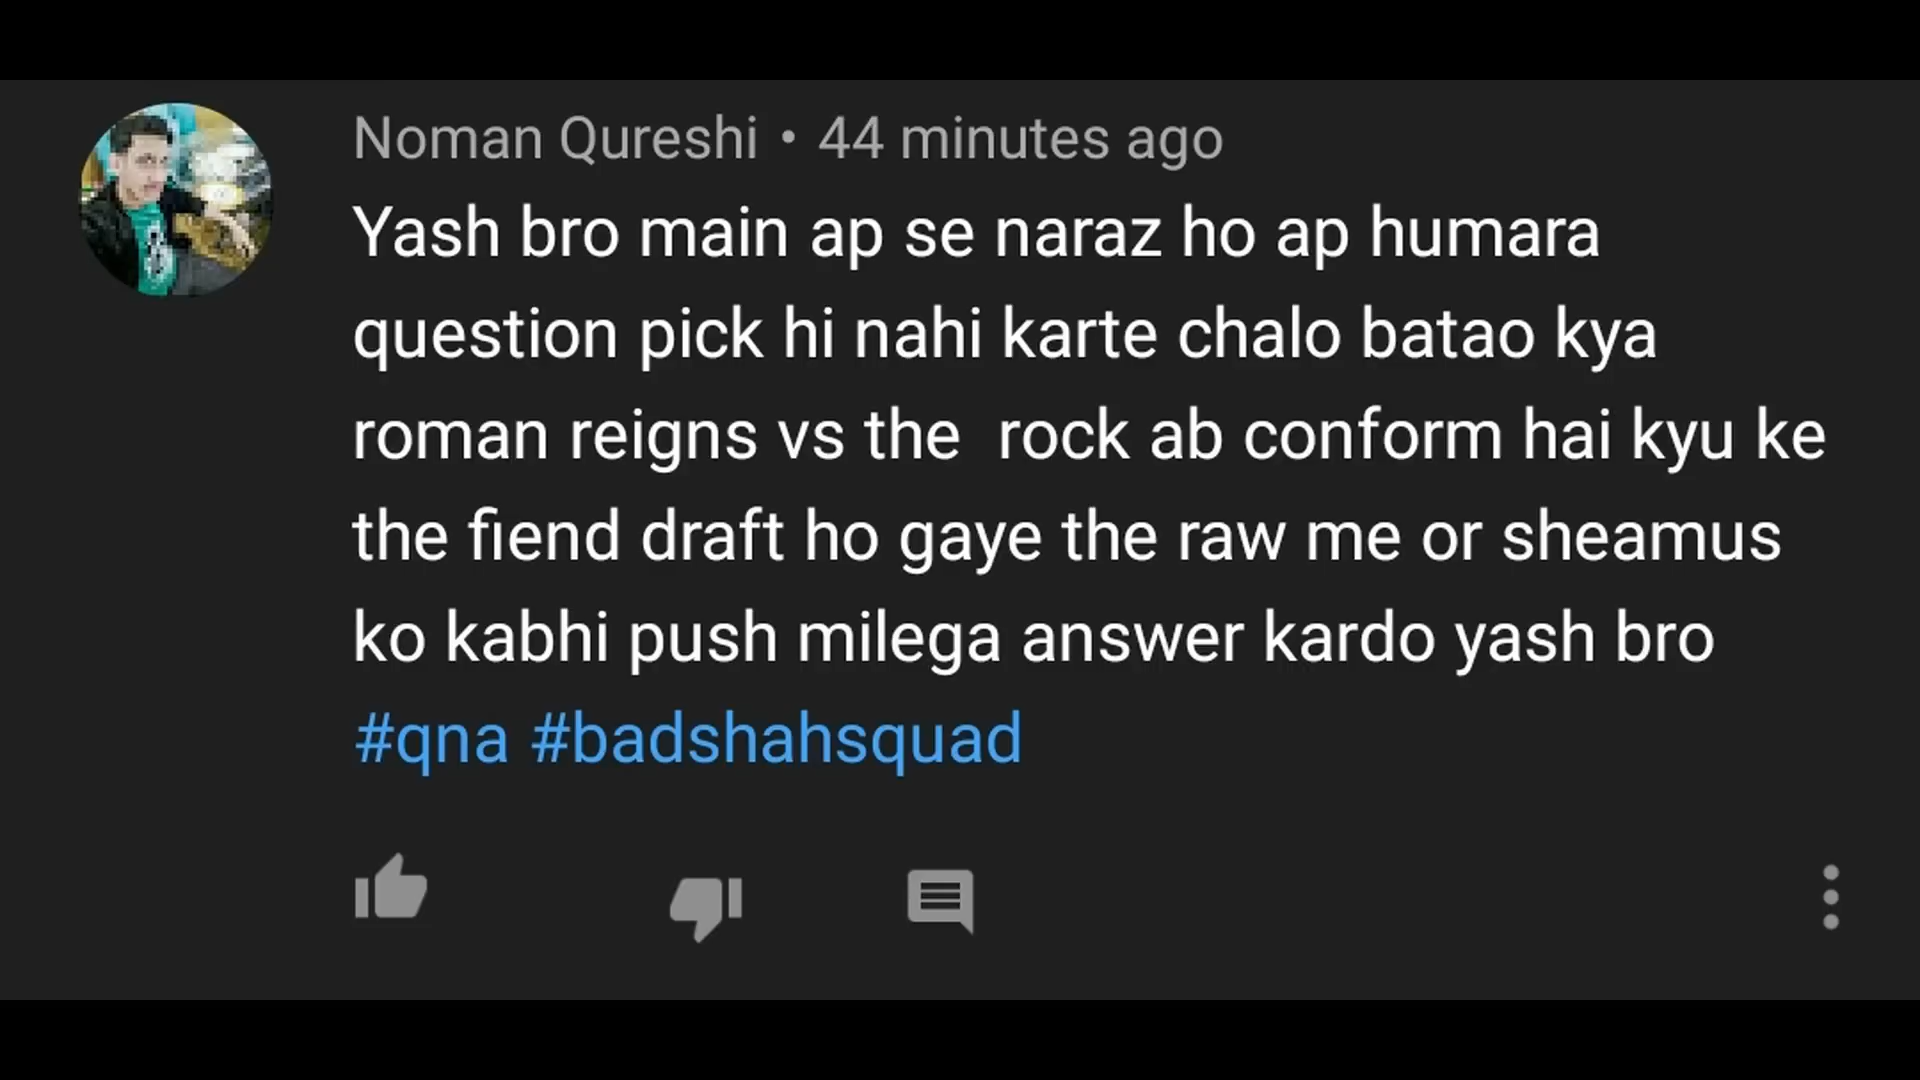 Noman Qureshi • 44 minutes ago
Yash bro main ap se naraz ho ap humara
question pick hi nahi karte chalo batao kya
roman reigns vs the  rock ab conform hai kyu ke
the fiend draft ho gaye the raw me or sheamus
ko kabhi push milega answer kardo yash bro
#qna #badshahsquad